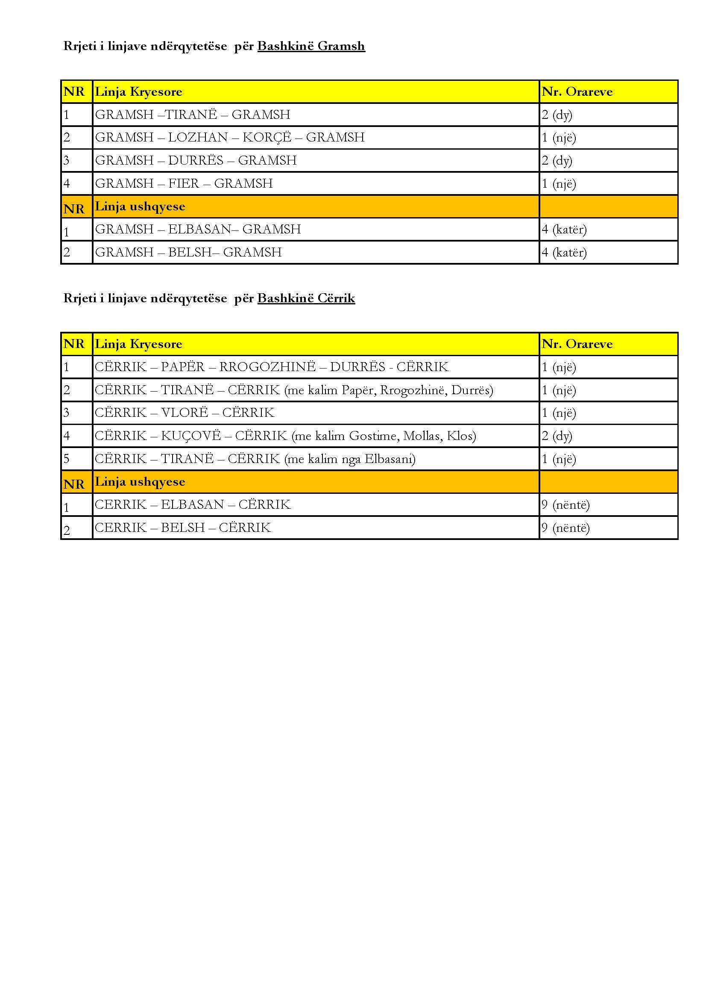 Rrjeti i linjave ndërqytetëse  për Bashkinë Gramsh
NR Linja Kryesore Nr. Orareve
1 GRAMSH –TIRANË – GRAMSH 2 (dy)
2 GRAMSH – LOZHAN – KORÇË – GRAMSH 1 (një)
3 GRAMSH – DURRËS – GRAMSH 2 (dy)
4 GRAMSH – FIER – GRAMSH 1 (një)
NR Linja ushqyese
1 GRAMSH – ELBASAN– GRAMSH 4 (katër)
2 GRAMSH – BELSH– GRAMSH 4 (katër)
Rrjeti i linjave ndërqytetëse  për Bashkinë Cërrik
NR Linja Kryesore Nr. Orareve
1 CËRRIK – PAPËR – RROGOZHINË – DURRËS - CËRRIK 1 (një)
2 CËRRIK – TIRANË – CËRRIK (me kalim Papër, Rrogozhinë, Durrës) 1 (një)
3 CËRRIK – VLORË – CËRRIK 1 (një)
4 CËRRIK – KUÇOVË – CËRRIK (me kalim Gostime, Mollas, Klos) 2 (dy)
5 CËRRIK – TIRANË – CËRRIK (me kalim nga Elbasani) 1 (një)
NR Linja ushqyese
1 CERRIK – ELBASAN – CËRRIK 9 (nëntë)
2 CERRIK – BELSH – CËRRIK 9 (nëntë)